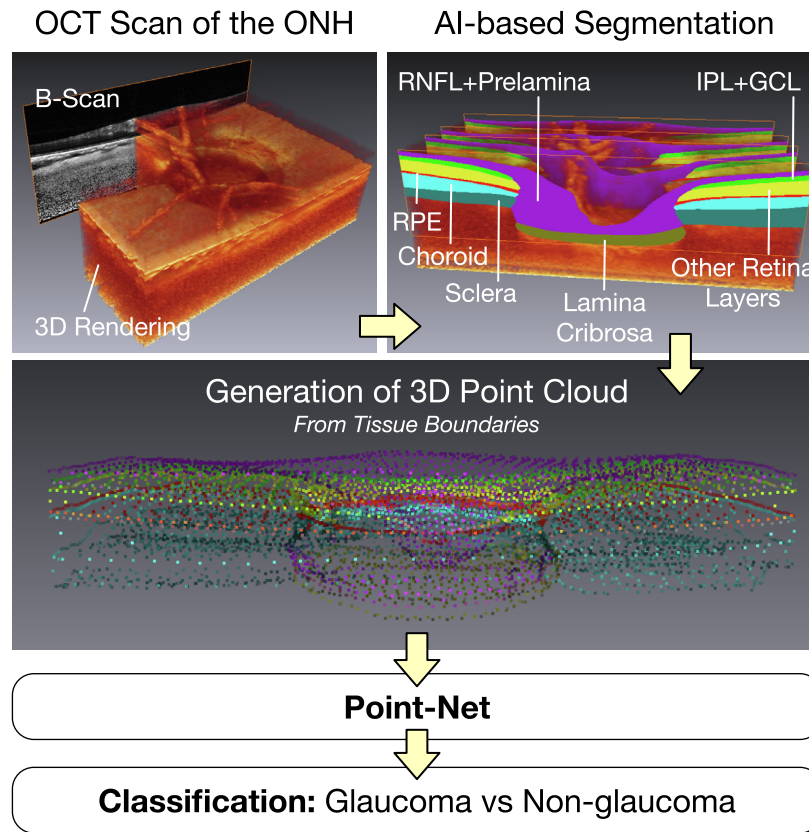 OCT Scan of the ONH
AI-based Segmentation
B-Scan
3D Rendering
RNFL+Prelamina
IPL+GCL
RPE
Choroid
Sclera
Lamina
Cribrosa
Other Retina
Layers
Generation of 3D Point Cloud
From Tissue Boundaries
Point-Net
Classification: Glaucoma vs Non-glaucoma